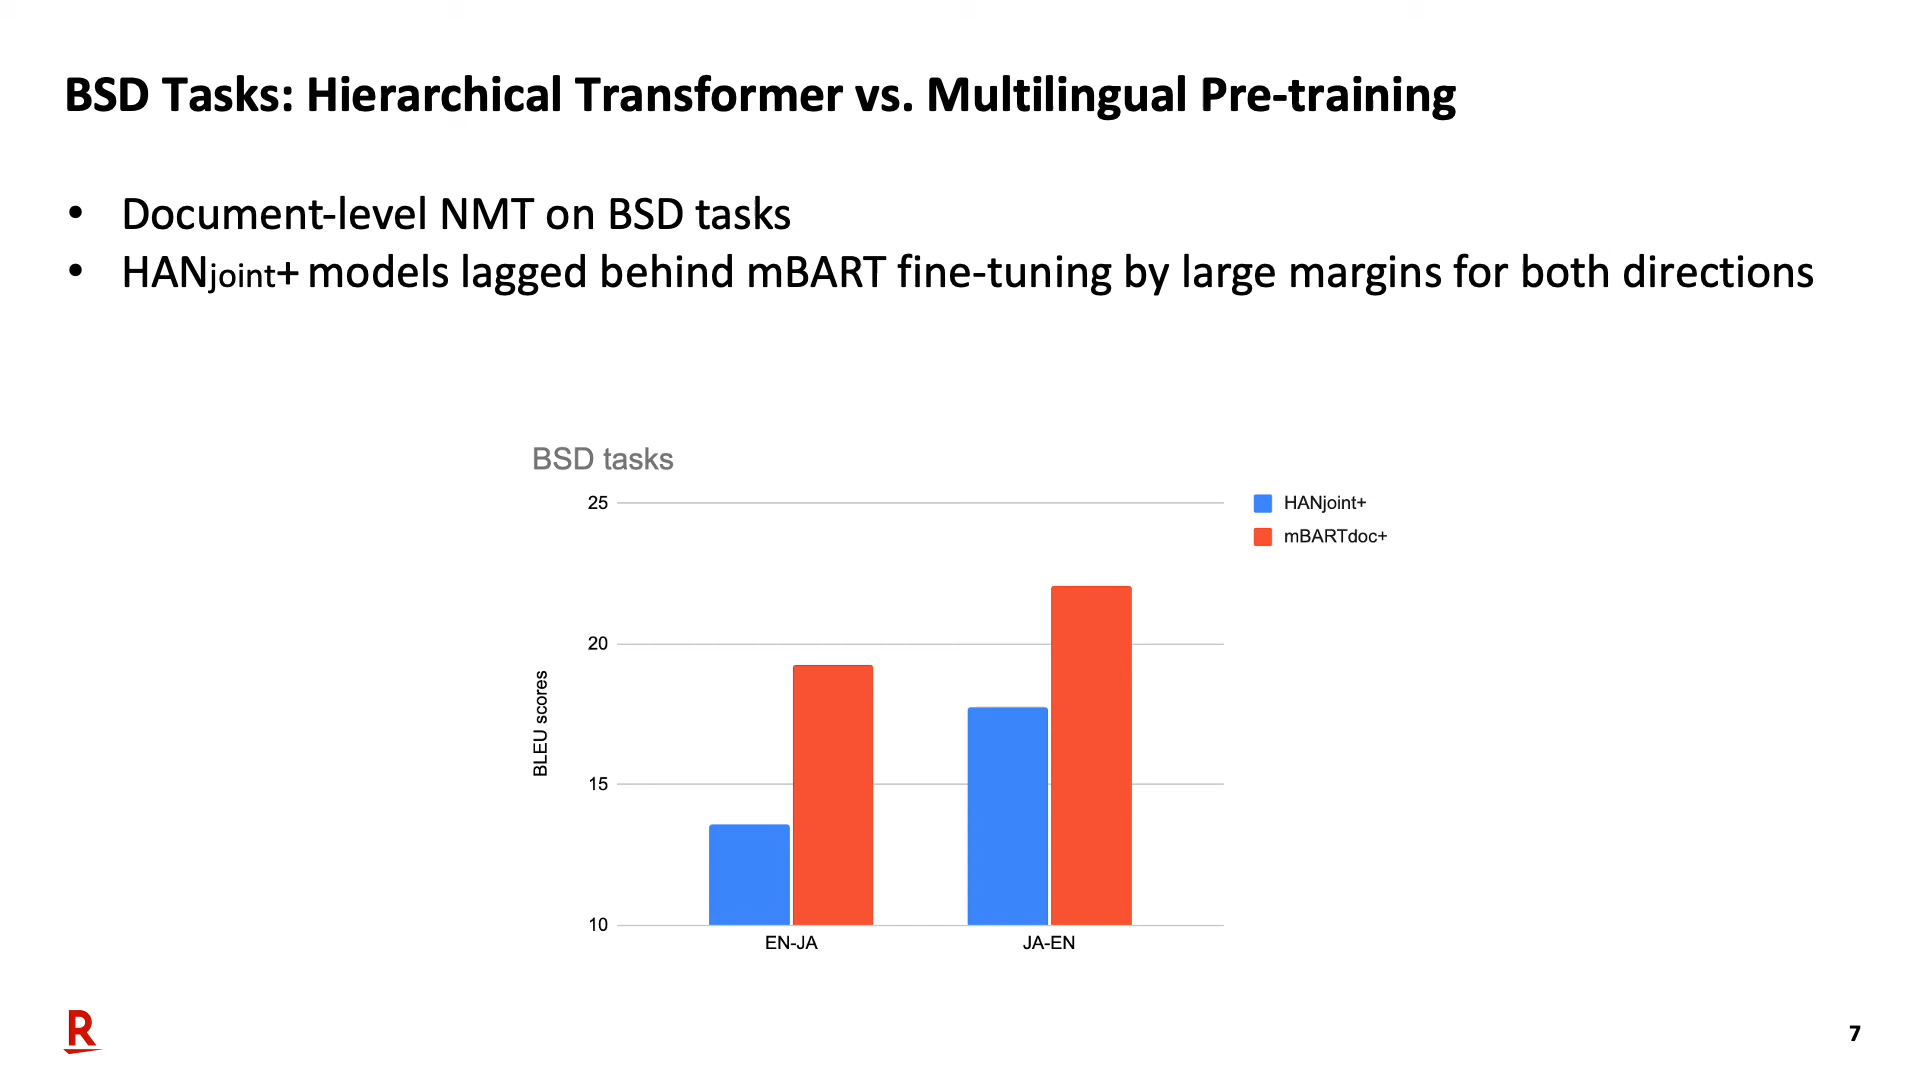 BSD Tasks: Hierarchical Transformer vs. Multilingual Pre-training
• Document-level NMT on BSD tasks
• HANjoint+ models lagged behind mBART fine-tuning by large margins for both directions
BSD tasks
25
20
15
10
BLEU scores
EN-JA
JA-EN
HANjoint+
mBARTdoc+
R
7